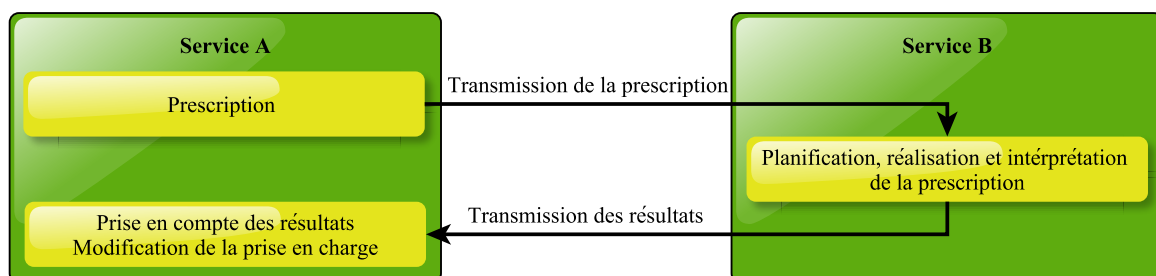 Service A
Service B
Prescription
Transmission de la prescription
Planification, réalisation et intérprétation
de la prescription
Transmission des résultats
Prise en compte des résultats
Modification de la prise en charge